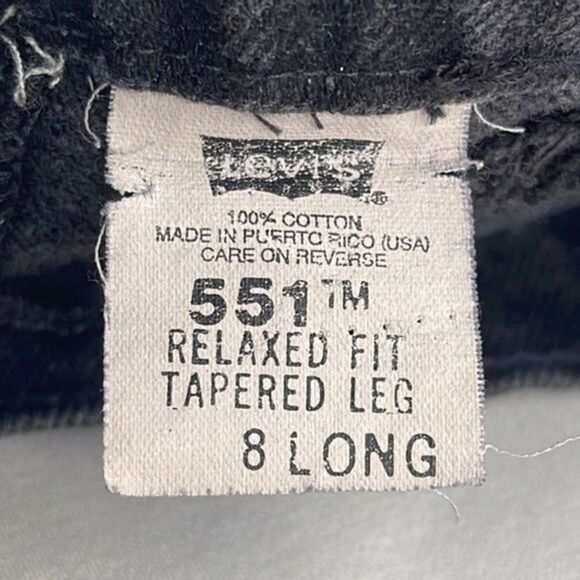 Levi's
®
100% COTTON
MADE IN PUERTO RICO (USA)
CARE ON REVERSE
551™
RELAXED FIT
TAPERED LEG
8 LONG